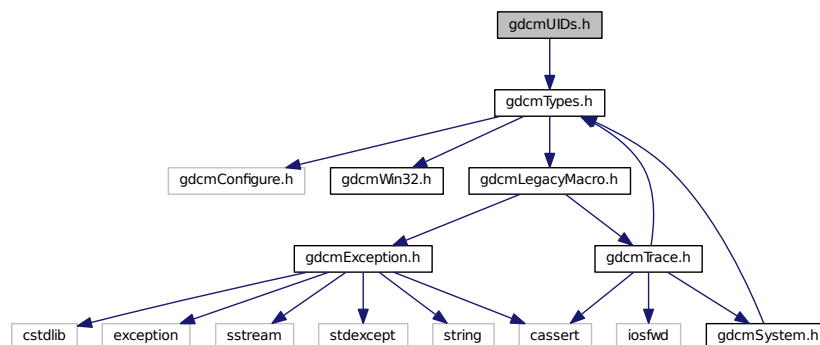 gdcmUIDs.h
gdcmTypes.h
gdcmConfigure.h
gdcmWin32.h
gdcmLegacyMacro.h
gdcmException.h
gdcmTrace.h
cstdlib
exception
sstream
stdexcept
string
cassert
iosfwd
gdcmSystem.h